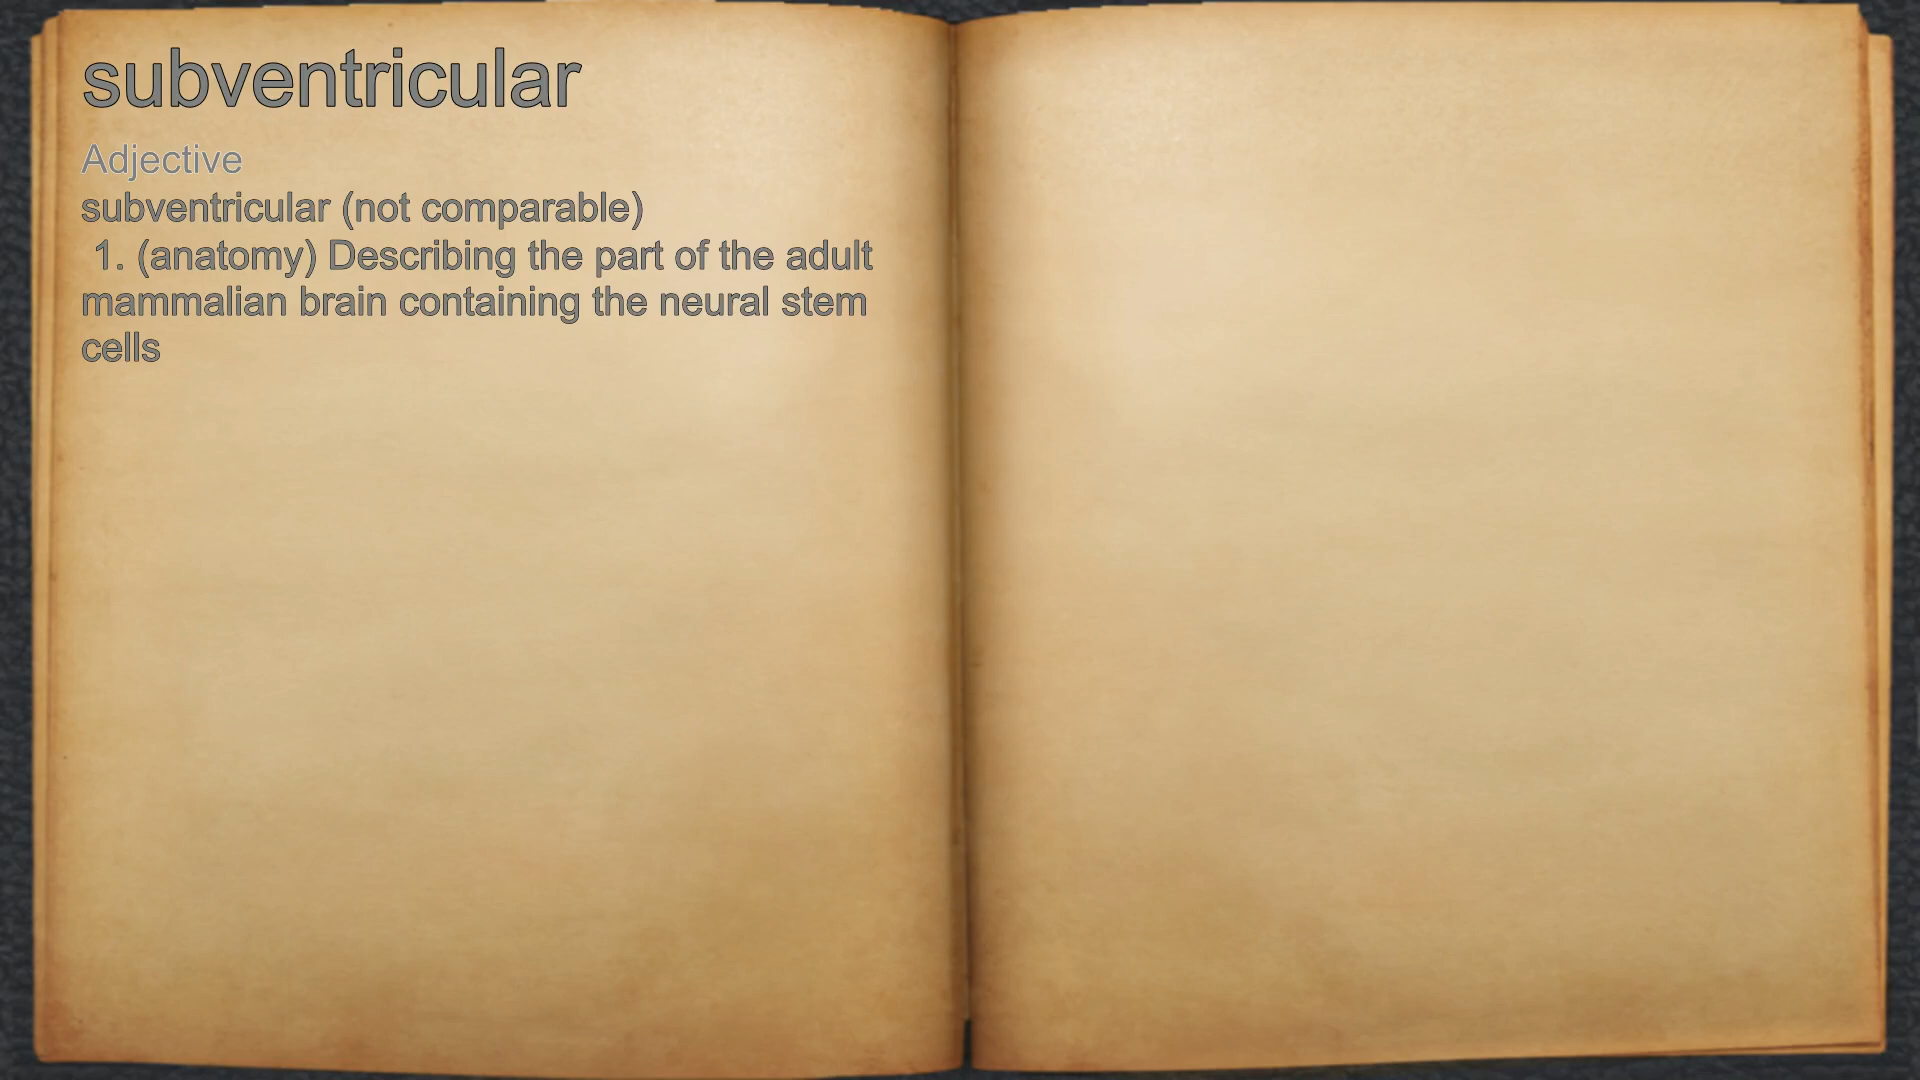 subventricular
Adjective
subventricular (not comparable)
1. (anatomy) Describing the part of the adult
mammalian brain containing the neural stem
cells